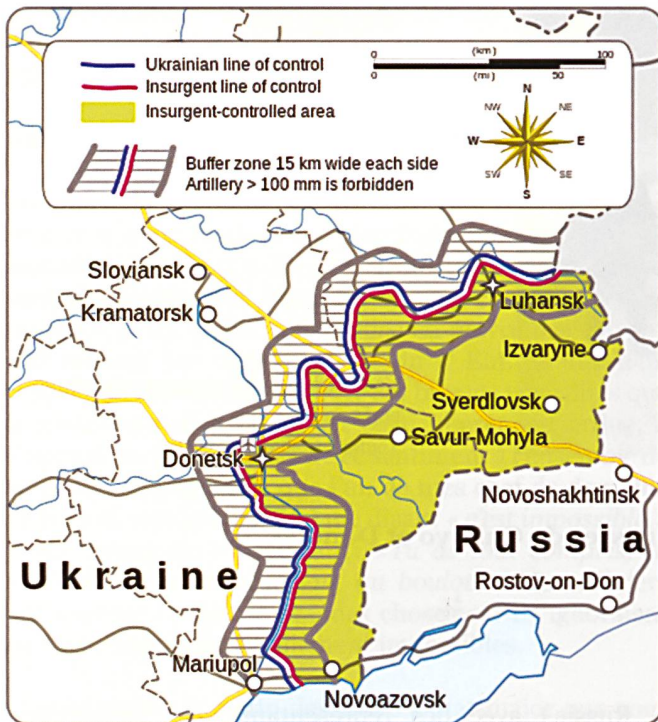 Ukrainian line of control
Insurgent line of control
Insurgent-controlled area
Buffer zone 15 km wide each side
Artillery > 100 mm is forbidden
0 (km) 100
0 (mi) 50
N
NW NE
W E
SW SE
S
Sloviansk
Kramatorsk
Luhansk
Izvaryne
Sverdlovsk
Savur-Mohyla
Donetsk
Novoshakhtinsk
Russia
Ukraine
Rostov-on-Don
Mariupol
Novoazovsk